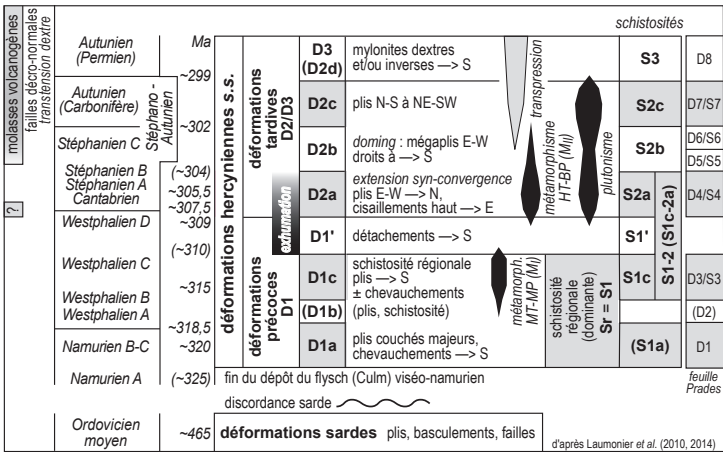 molasses volcanogènes
failles décro-normales
transtension dextre
?
Autunien
(Permien)
Autunien
(Carbonifère)
Stéphano -
Autunien
Stéphanien C
Stéphanien B
Stéphanien A
Cantabrien
Westphalien D
Westphalien C
Westphalien B
Westphalien A
Namurien B-C
Namurien A
Ordovicien
moyen
Ma
~299
~302
(~304)
~305,5
~307,5
~309
(~310)
~315
~318,5
~320
(~325)
~465
déformations hercyniennes s.s.
déformations
tardives
D2/D3
exhumation
déformations
précoces
D1
D3
(D2d)
mylonites dextres
et/ou inverses —> S
D2c
plis N-S à NE-SW
D2b
doming : mégaplis E-W
droits à —> S
D2a
extension syn-convergence
plis E-W —> N,
cisaillements haut —> E
D1'
détachements —> S
D1c
schistosité régionale
plis —> S
± chevauchements
(D1b)
(plis, schistosité)
D1a
plis couchés majeurs,
chevauchements —> S
fin du dépôt du flysch (Culm) viséo-namurien
discordance sarde
déformations sardes plis, basculements, failles
transpression
métamorphisme
HT-BP (MII)
plutonisme
métamorph.
MT-MP (MI)
schistosité
régionale
(dominante)
Sr = S1
schistosités
S3
S2c
S2b
S2a
S1'
S1c
(S1a)
S1-2 (S1c-2a)
D8
D7/S7
D6/S6
D5/S5
D4/S4
D3/S3
(D2)
D1
feuille
Prades
d'après Laumonier et al. (2010, 2014)